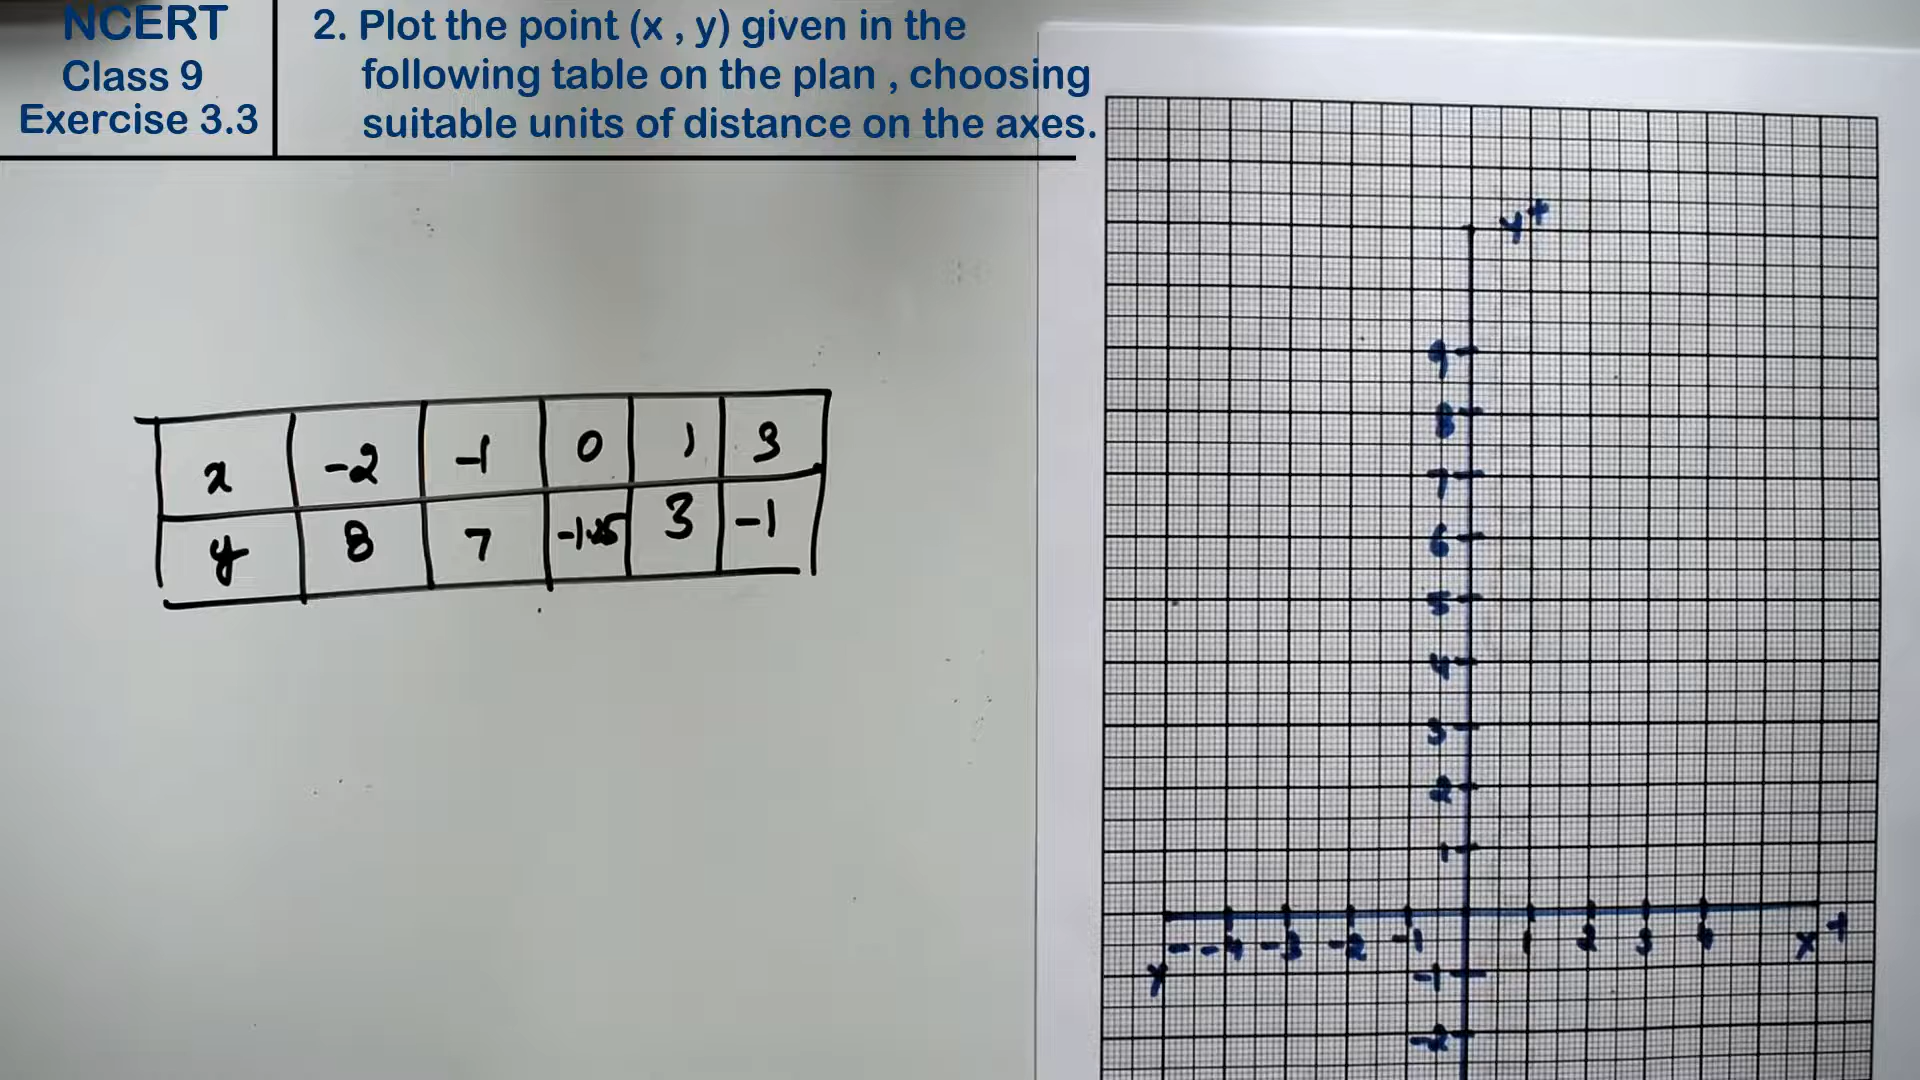 NCERT
Class 9
Exercise 3.3
2. Plot the point (x , y) given in the
following table on the plan , choosing
suitable units of distance on the axes.
x -2 -1 0 1 3
y 8 7 -1.25 3 -1
y+
9
8
7
6
5
4
3
2
1
- -4 -3 -2 -1 1 2 3 4 x+
-1
-2